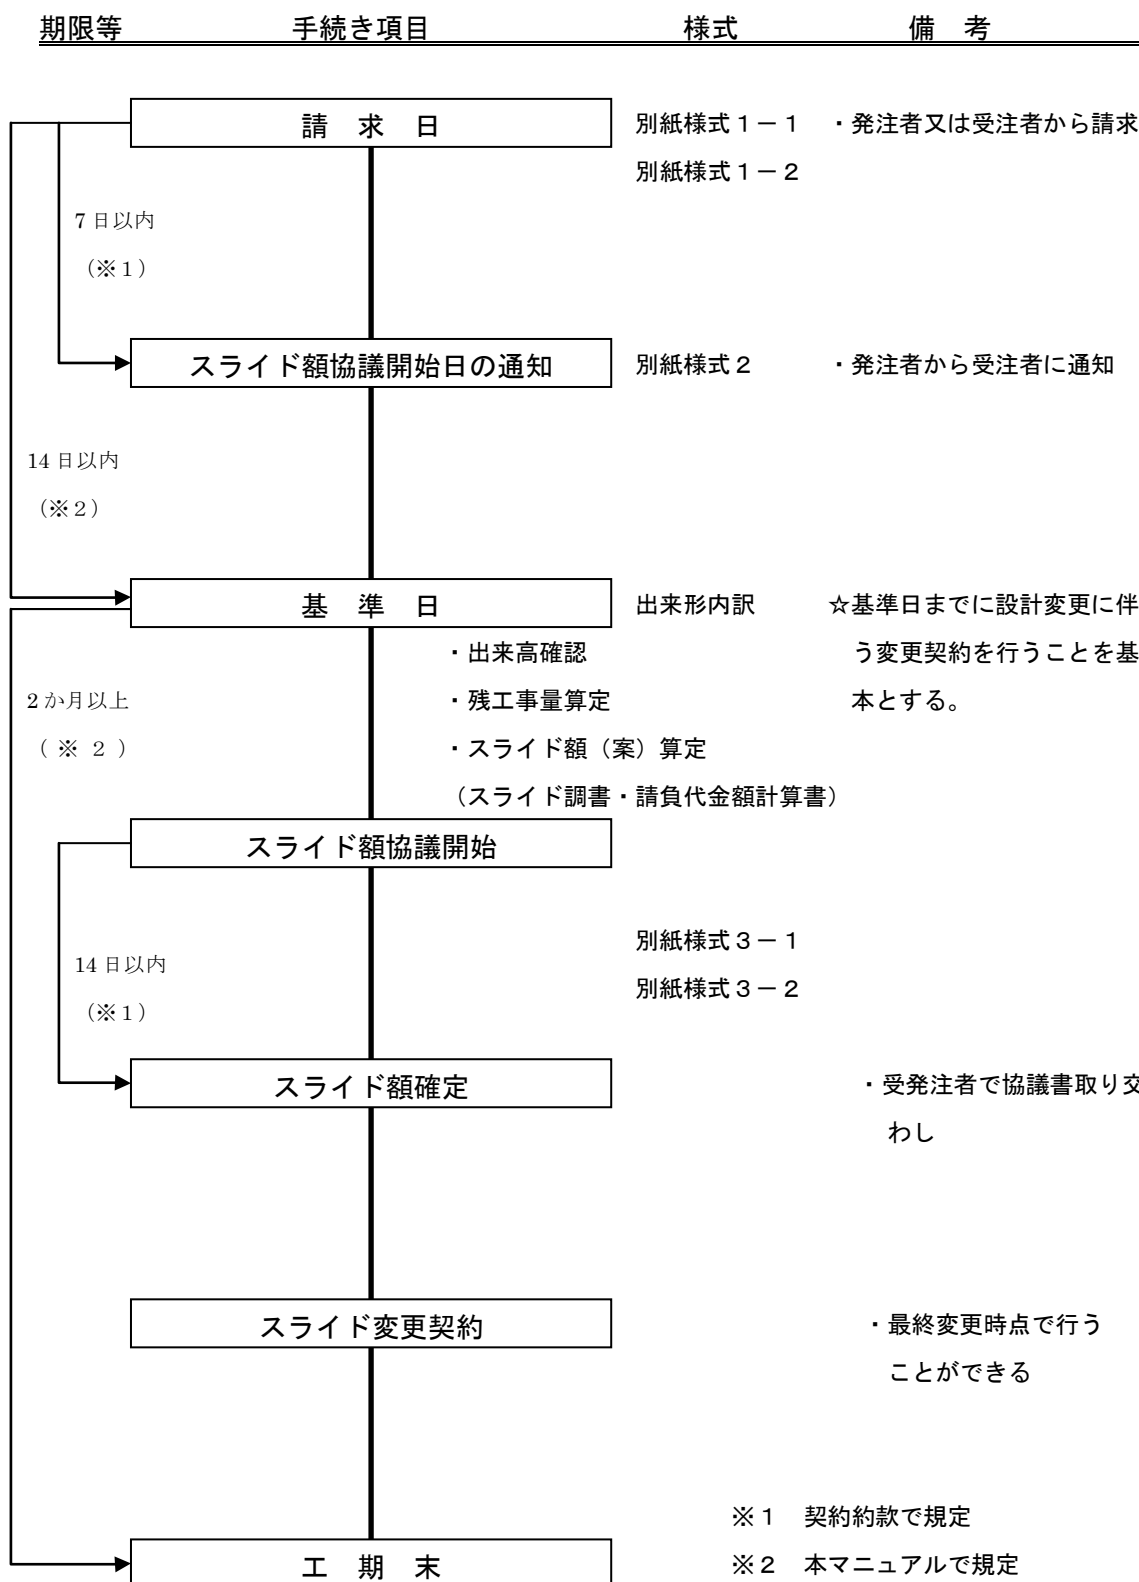 期限等　手続き項目　様式　備　考
請　求　日　別紙様式１－１　・発注者又は受注者から請求
別紙様式１－２
7日以内
（※１）
スライド額協議開始日の通知　別紙様式２　・発注者から受注者に通知
14日以内
（※２）
基　準　日　出来形内訳　☆基準日までに設計変更に伴
・出来高確認　う変更契約を行うことを基
2か月以上　・残工事量算定　本とする。
（※２）　・スライド額（案）算定
（スライド調書・請負代金額計算書）
スライド額協議開始
別紙様式３－１
14日以内
別紙様式３－２
（※１）
スライド額確定　・受発注者で協議書取り交
わし
スライド変更契約　・最終変更時点で行う
ことができる
※１　契約約款で規定
工　期　末　※２　本マニュアルで規定